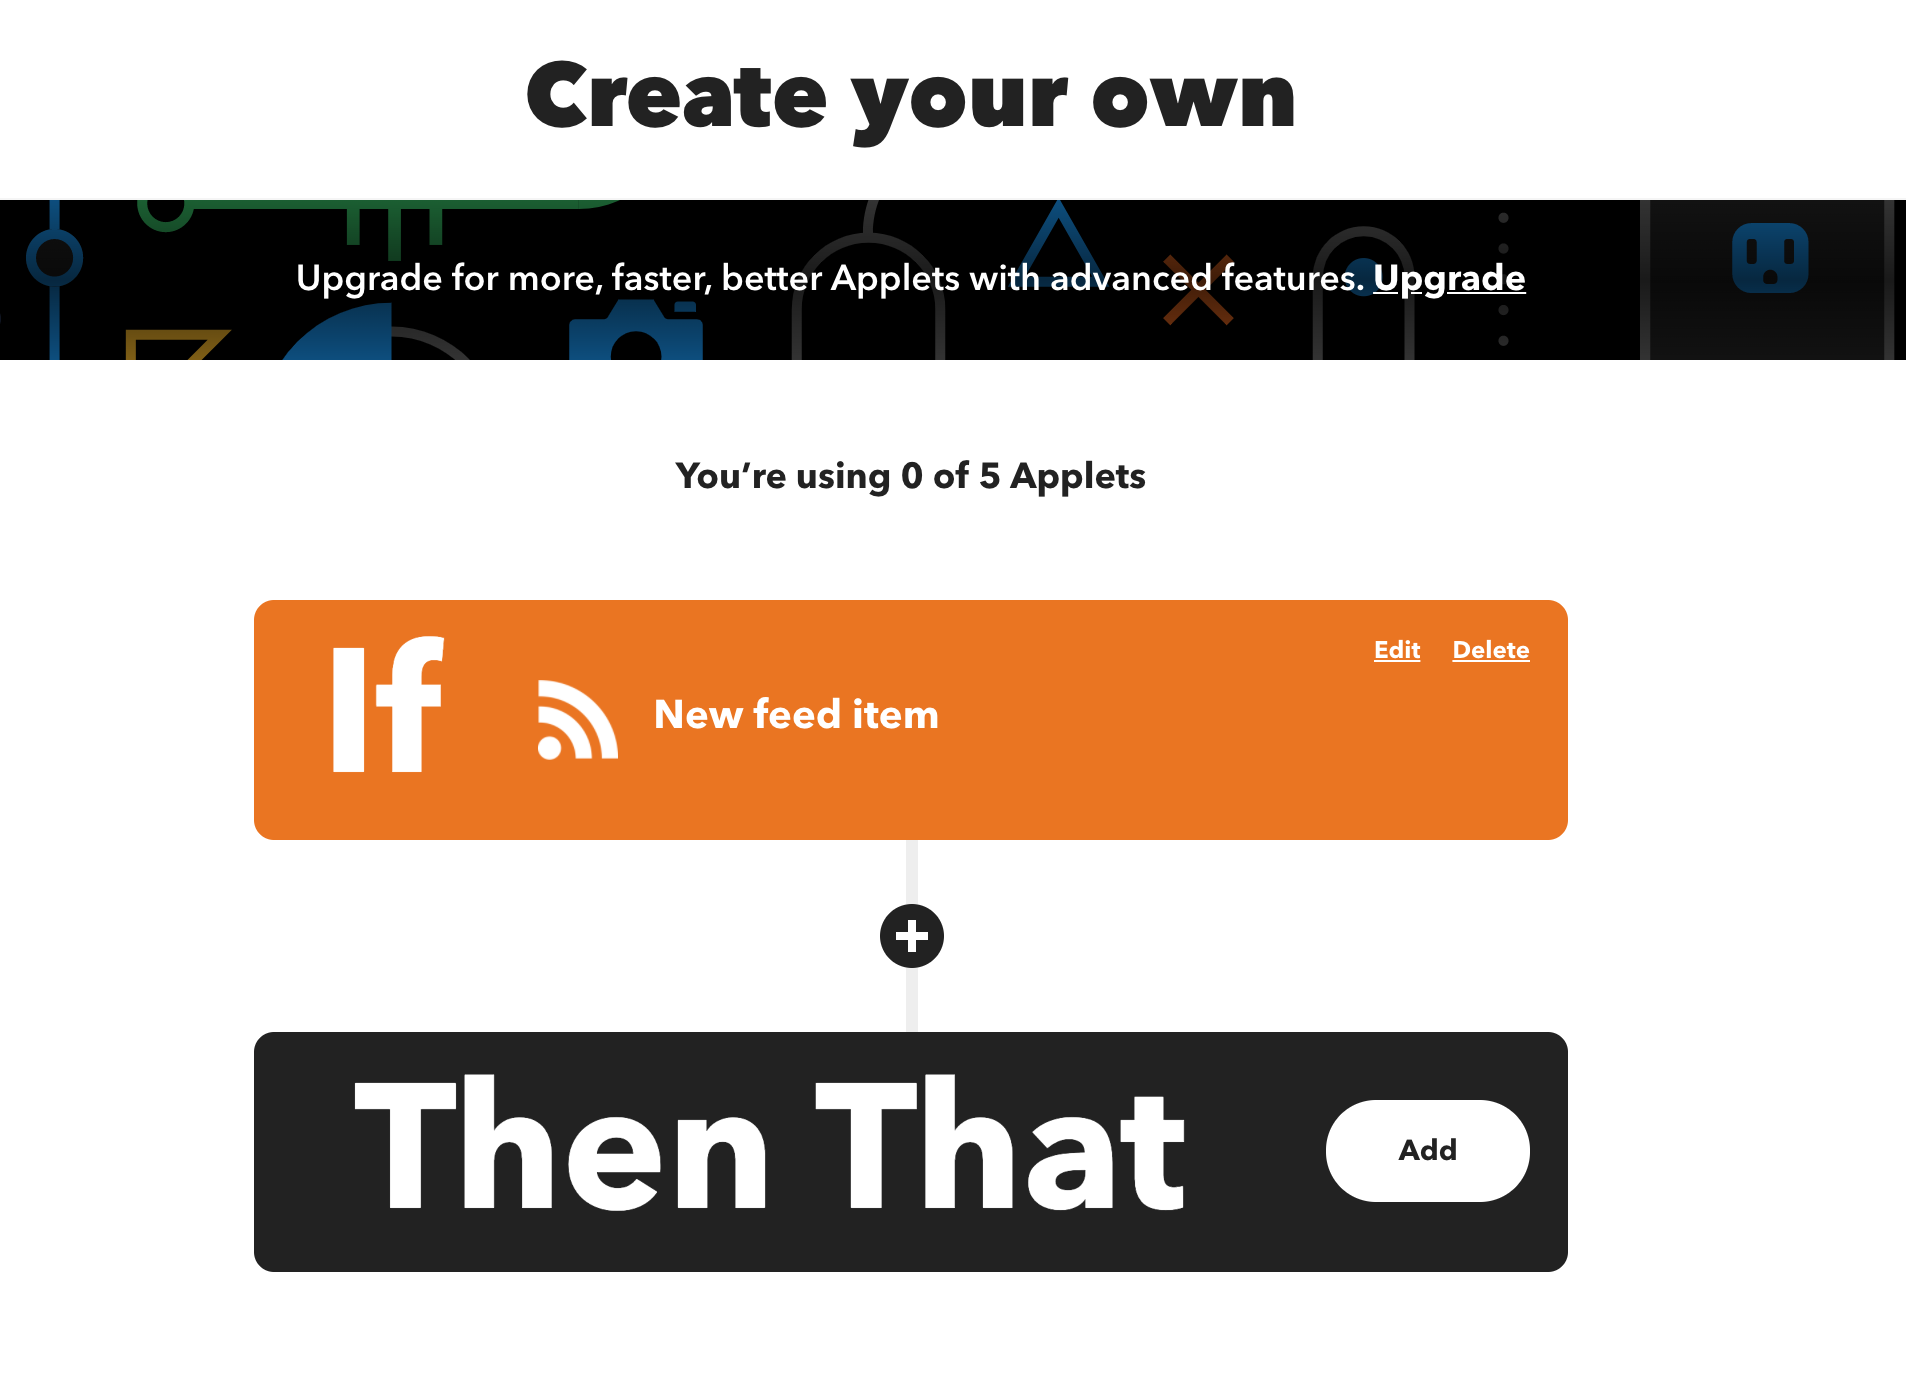 Create your own
Upgrade for more, faster, better Applets with advanced features. Upgrade
You’re using 0 of 5 Applets
If
New feed item
Edit Delete
Then That
Add